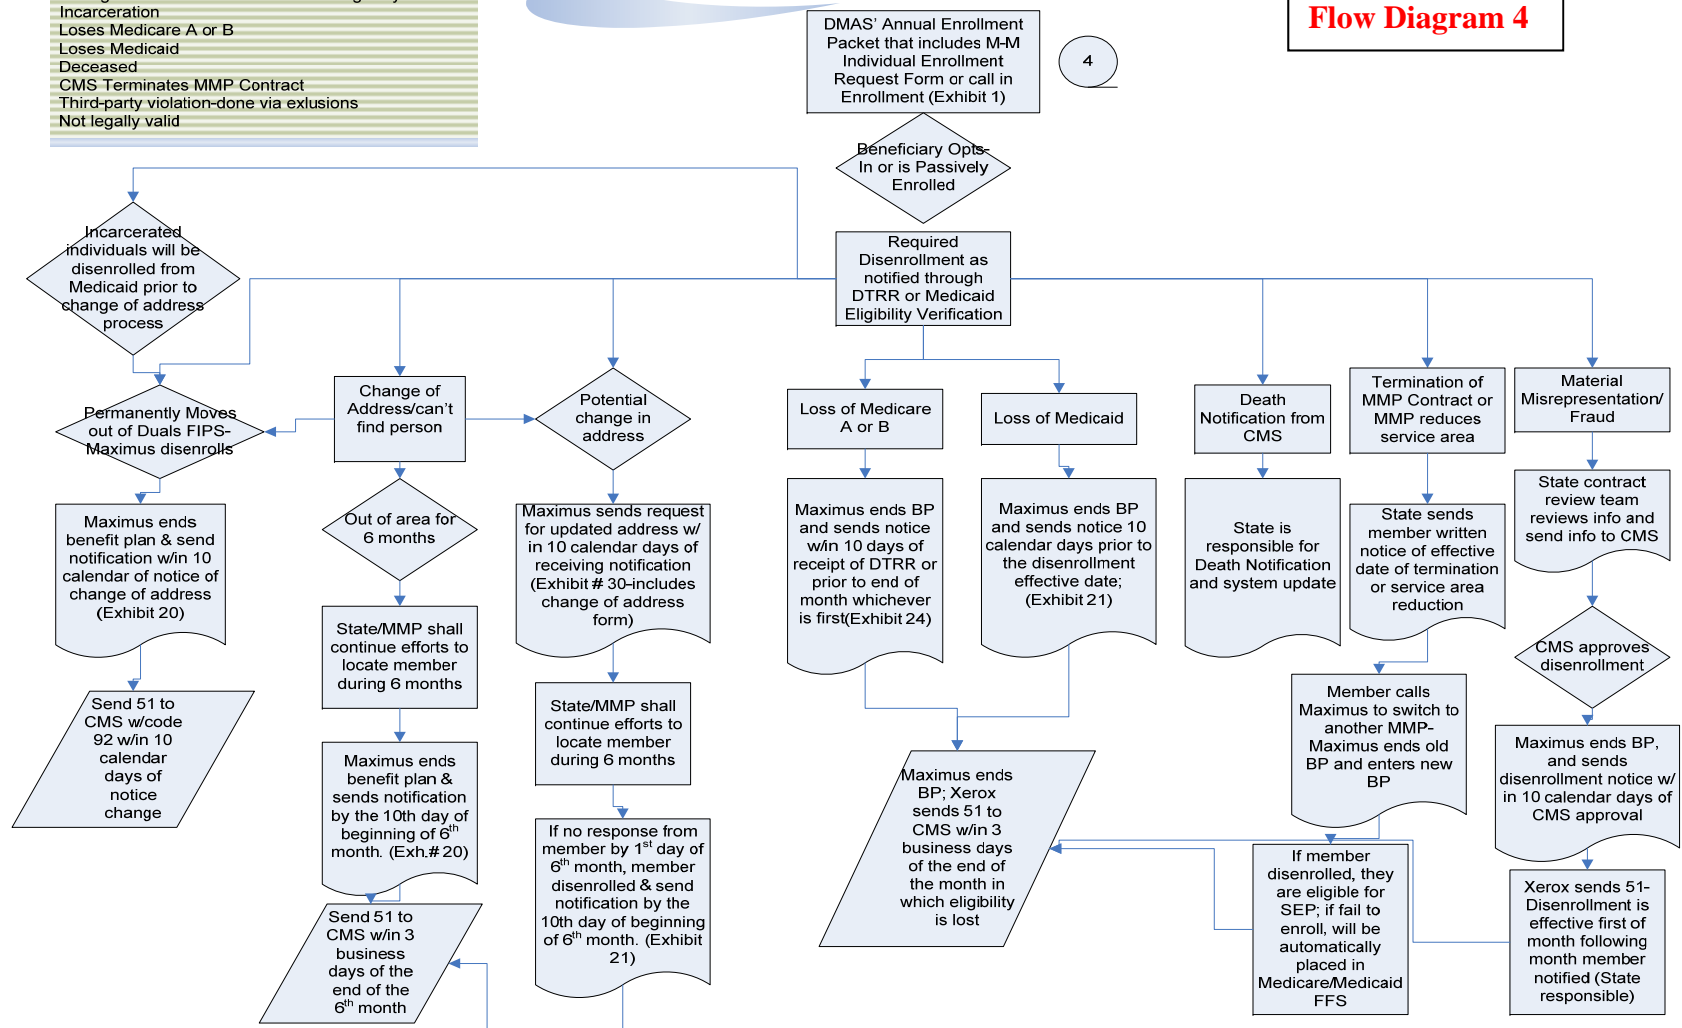 Incarceration
Loses Medicare A or B
Loses Medicaid
Deceased
CMS Terminates MMP Contract
Third-party violation-done via exlusions
Not legally valid
Flow Diagram 4
DMAS’ Annual Enrollment
Packet that includes M-M
Individual Enrollment
Request Form or call in
Enrollment (Exhibit 1)
4
Beneficiary Opts-
In or is Passively
Enrolled
Required
Disenrollment as
notified through
DTRR or Medicaid
Eligibility Verification
Incarcerated
individuals will be
disenrolled from
Medicaid prior to
change of address
process
Permanently Moves
out of Duals FIPS-
Maximus disenrolls
Maximus ends
benefit plan & send
notification w/in 10
calendar of notice of
change of address
(Exhibit 20)
Send 51 to
CMS w/code
92 w/in 10
calendar
days of
notice
change
Change of
Address/can’t
find person
Out of area for
6 months
State/MMP shall
continue efforts to
locate member
during 6 months
Maximus ends
benefit plan &
sends notification
by the 10th day of
beginning of 6th
month. (Exh.# 20)
Send 51 to
CMS w/in 3
business
days of the
end of the
6th month
Potential
change in
address
Maximus sends request
for updated address w/
in 10 calendar days of
receiving notification
(Exhibit # 30-includes
change of address
form)
State/MMP shall
continue efforts to
locate member
during 6 months
If no response from
member by 1st day of
6th month, member
disenrolled & send
notification by the
10th day of beginning
of 6th month. (Exhibit
21)
Loss of Medicare
A or B
Maximus ends BP
and sends notice
w/in 10 days of
receipt of DTRR or
prior to end of
month whichever
is first(Exhibit 24)
Loss of Medicaid
Maximus ends BP
and sends notice 10
calendar days prior to
the disenrollment
effective date;
(Exhibit 21)
Maximus ends
BP; Xerox
sends 51 to
CMS w/in 3
business days
of the end of
the month in
which eligibility
is lost
Death
Notification from
CMS
State is
responsible for
Death Notification
and system update
Termination of
MMP Contract or
MMP reduces
service area
State sends
member written
notice of effective
date of termination
or service area
reduction
Member calls
Maximus to switch to
another MMP-
Maximus ends old
BP and enters new
BP
If member
disenrolled, they
are eligible for
SEP; if fail to
enroll, will be
automatically
placed in
Medicare/Medicaid
FFS
Material
Misrepresentation/
Fraud
State contract
review team
reviews info and
send info to CMS
CMS approves
disenrollment
Maximus ends BP,
and sends
disenrollment notice w/
in 10 calendar days of
CMS approval
Xerox sends 51-
Disenrollment is
effective first of
month following
month member
notified (State
responsible)